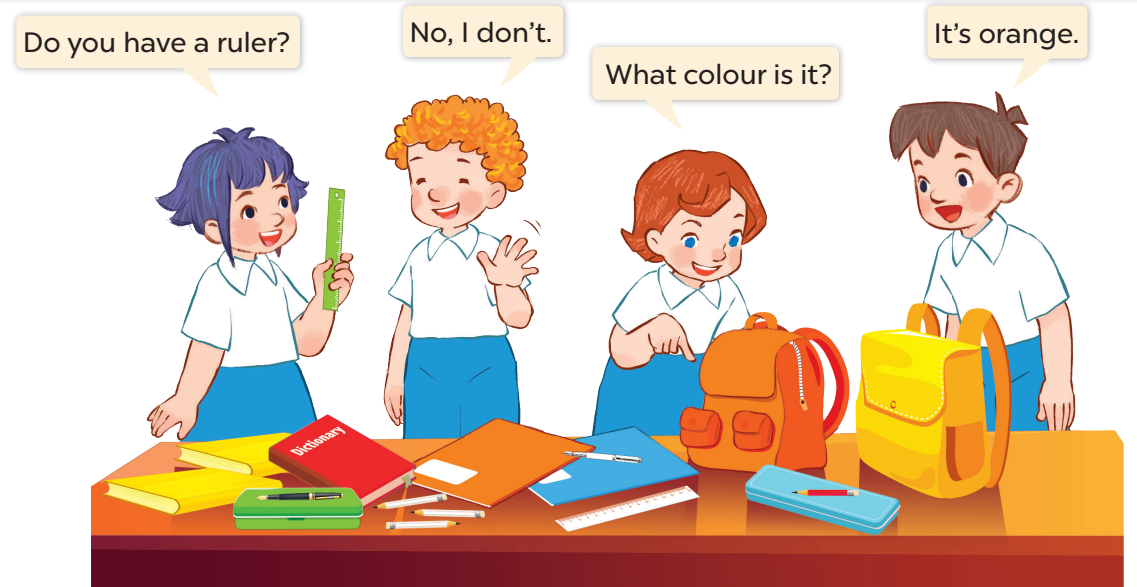 Do you have a ruler?
No, I don't.
What colour is it?
It's orange.
Dictionary